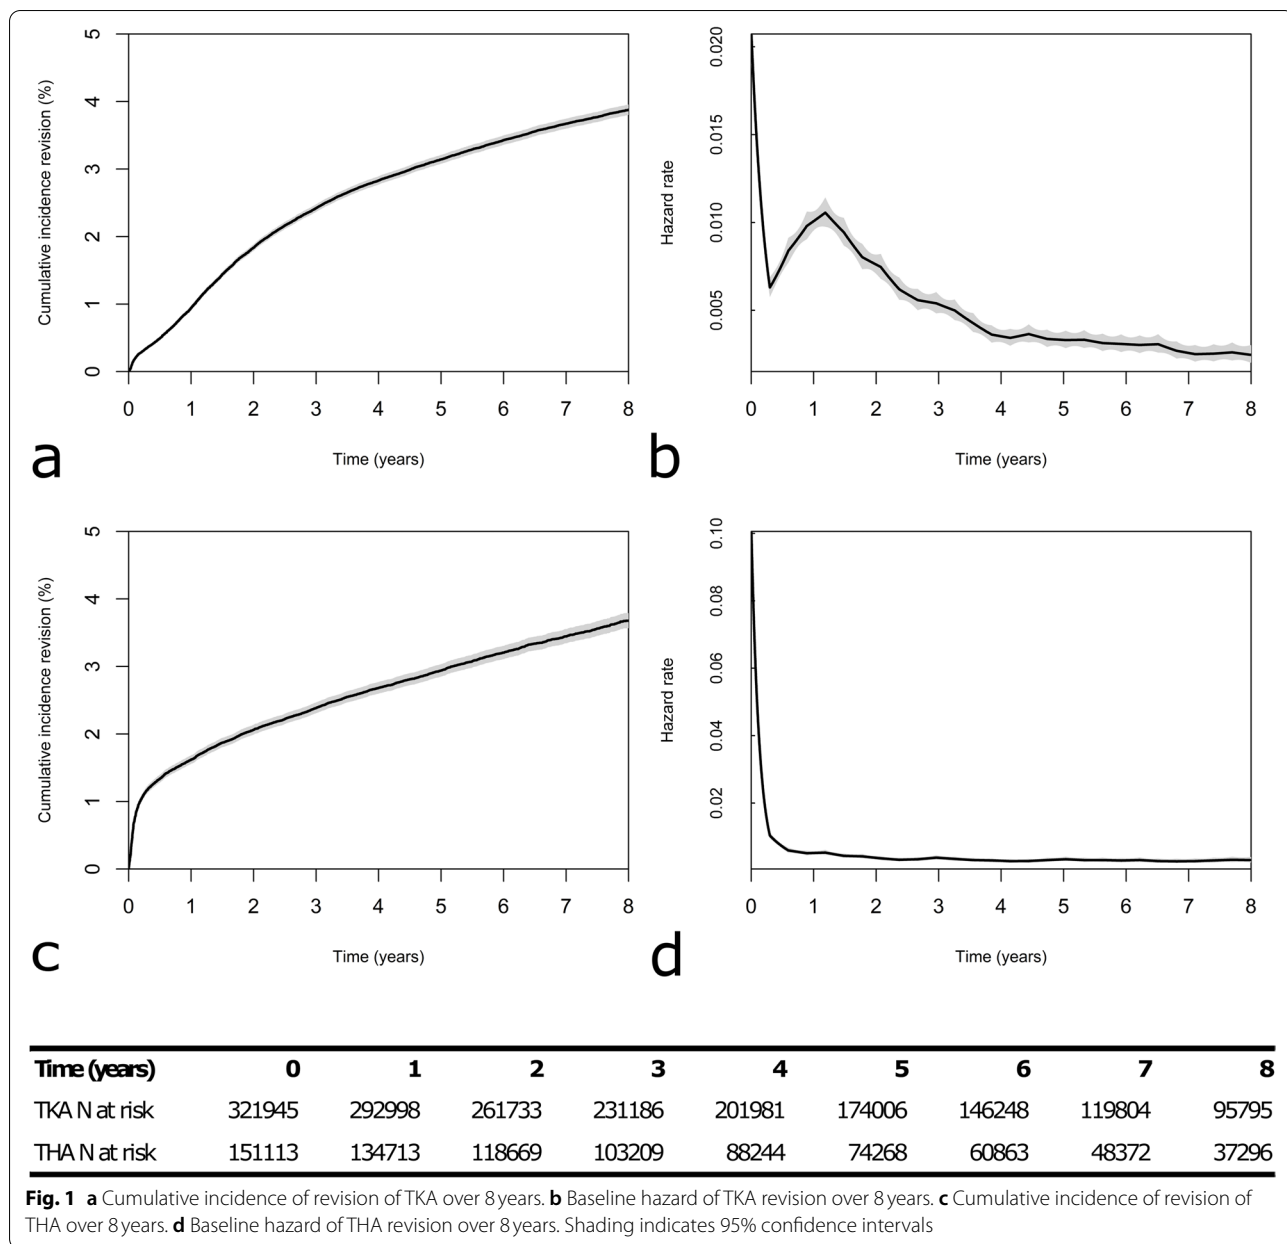 Cumulative incidence revision (%)
5
4
3
2
1
0
0 1 2 3 4 5 6 7 8
Time (years)
a
Hazard rate
0.020
0.015
0.010
0.005
0 1 2 3 4 5 6 7 8
Time (years)
b
Cumulative incidence revision (%)
5
4
3
2
1
0
0 1 2 3 4 5 6 7 8
Time (years)
c
Hazard rate
0.10
0.08
0.06
0.04
0.02
0 1 2 3 4 5 6 7 8
Time (years)
d
Time (years) 0 1 2 3 4 5 6 7 8
TKA N at risk 321945 292998 261733 231186 201981 174006 146248 119804 95795
THA N at risk 151113 134713 118669 103209 88244 74268 60863 48372 37296
Fig. 1 a Cumulative incidence of revision of TKA over 8 years. b Baseline hazard of TKA revision over 8 years. c Cumulative incidence of revision of
THA over 8 years. d Baseline hazard of THA revision over 8 years. Shading indicates 95% confidence intervals